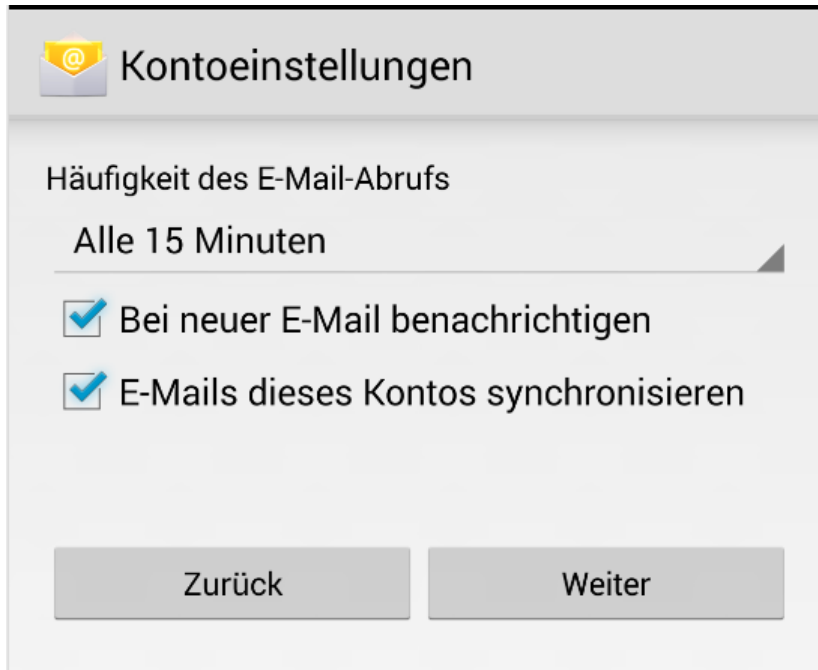 Kontoeinstellungen
Häufigkeit des E-Mail-Abrufs
Alle 15 Minuten
Bei neuer E-Mail benachrichtigen
E-Mails dieses Kontos synchronisieren
Zurück
Weiter